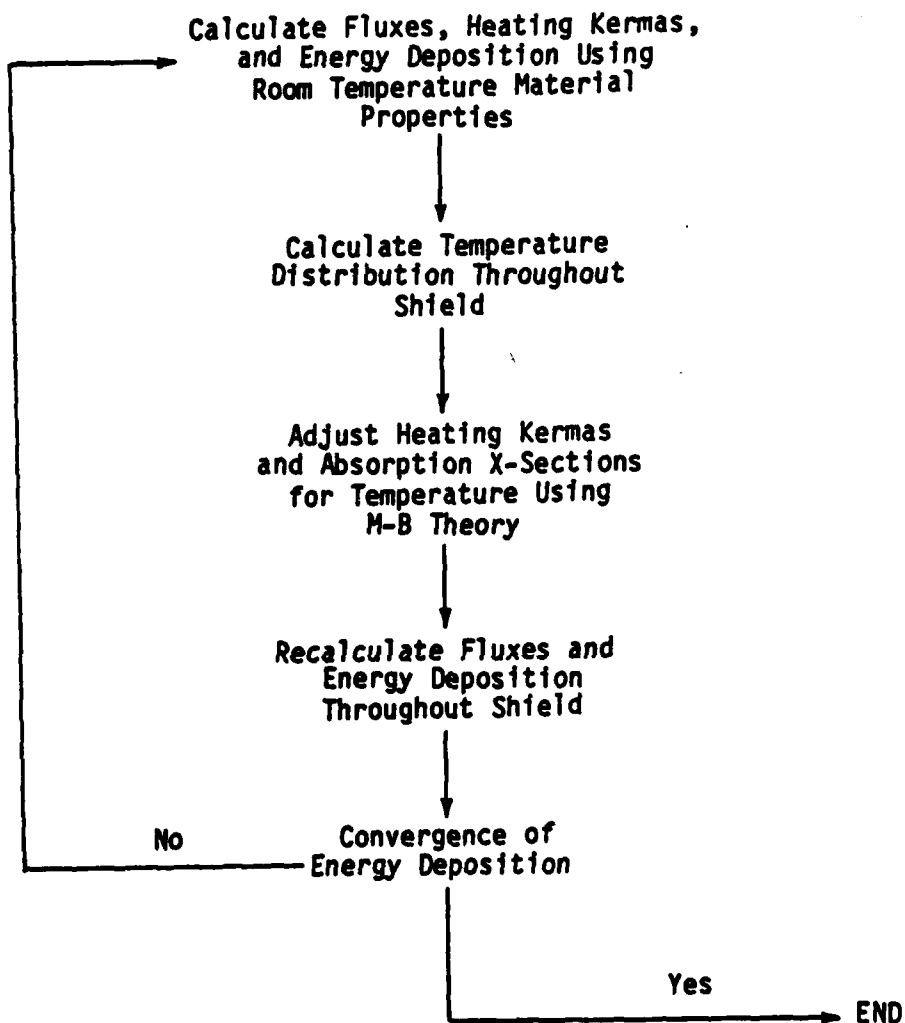 Calculate Fluxes, Heating Kermas,
and Energy Deposition Using
Room Temperature Material
Properties
Calculate Temperature
Distribution Throughout
Shield
Adjust Heating Kermas
and Absorption X-Sections
for Temperature Using
M-B Theory
Recalculate Fluxes and
Energy Deposition
Throughout Shield
No
Convergence of
Energy Deposition
Yes
END